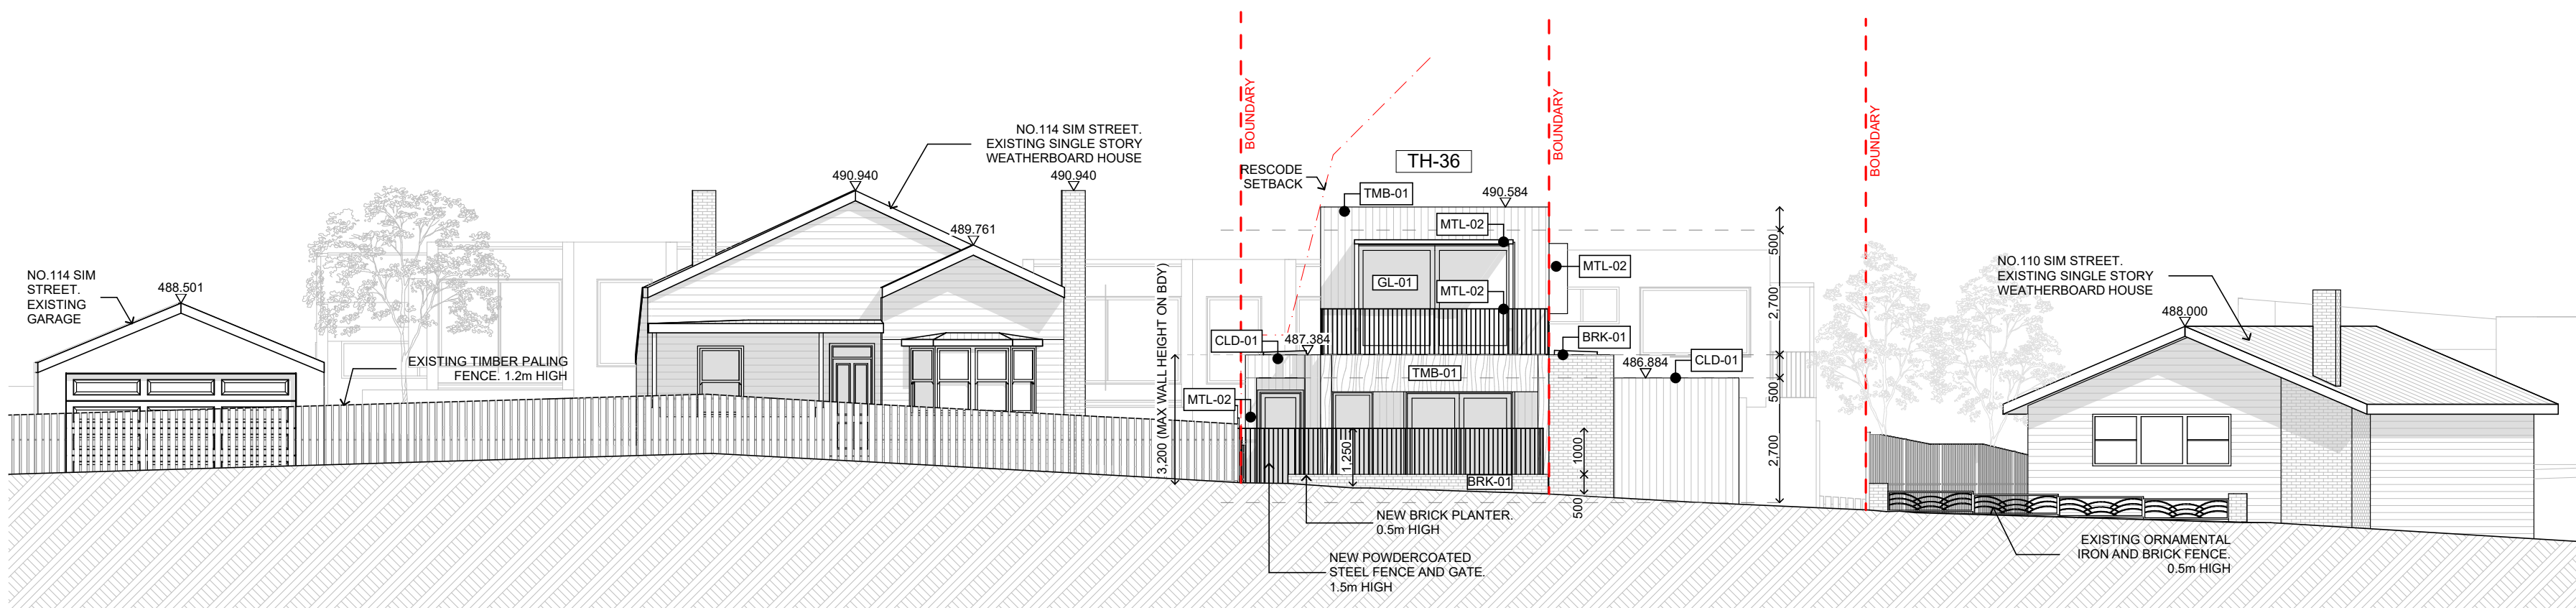 NO.114 SIM
STREET.
EXISTING
GARAGE
488.501
EXISTING TIMBER PALING
FENCE. 1.2m HIGH
490.940
NO.114 SIM STREET.
EXISTING SINGLE STORY
WEATHERBOARD HOUSE
490.940
489.761
3,200 (MAX WALL HEIGHT ON BDY)
BOUNDARY
RESCODE
SETBACK
TH-36
TMB-01
490.584
MTL-02
GL-01
MTL-02
CLD-01
487.384
TMB-01
MTL-02
1,250
1000
BRK-01
500
BOUNDARY
MTL-02
BRK-01
486.884
CLD-01
500
2,700
500
2,700
NEW BRICK PLANTER.
0.5m HIGH
NEW POWDERCOATED
STEEL FENCE AND GATE.
1.5m HIGH
BOUNDARY
NO.110 SIM STREET.
EXISTING SINGLE STORY
WEATHERBOARD HOUSE
488.000
EXISTING ORNAMENTAL
IRON AND BRICK FENCE.
0.5m HIGH